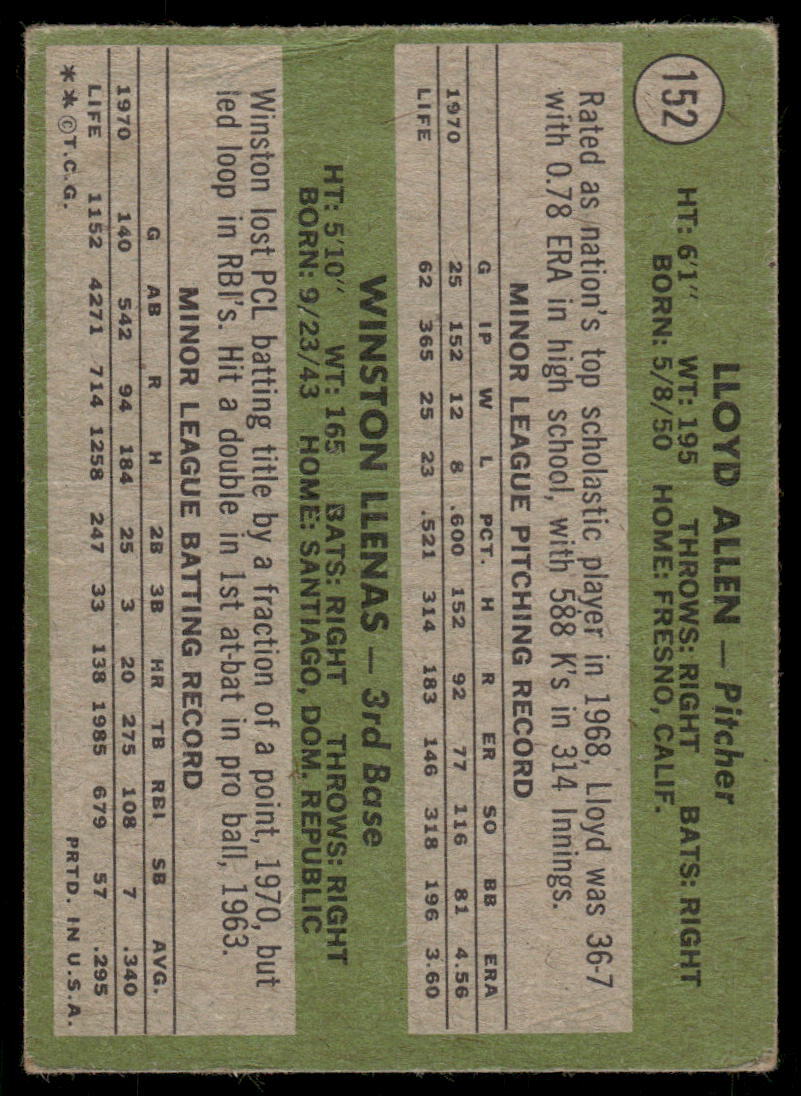 152
LLOYD ALLEN — Pitcher
HT: 6'1" WT: 195 THROWS: RIGHT BATS: RIGHT
BORN: 5/8/50 HOME: FRESNO, CALIF.
Rated as nation's top scholastic player in 1968, Lloyd was 36-7
with 0.78 ERA in high school, with 588 K's in 314 Innings.
MINOR LEAGUE PITCHING RECORD
G IP W L PCT. H R ER SO BB ERA
1970 25 152 12 8 .600 152 92 77 116 81 4.56
LIFE 62 365 25 23 .521 314 183 146 318 196 3.60
WINSTON LLENAS — 3rd Base
HT: 5'10" WT: 165 BATS: RIGHT THROWS: RIGHT
BORN: 9/23/43 HOME: SANTIAGO, DOM. REPUBLIC
Winston lost PCL batting title by a fraction of a point, 1970, but
led loop in RBI's. Hit a double in 1st at-bat in pro ball, 1963.
MINOR LEAGUE BATTING RECORD
G AB R H 2B 3B HR TB RBI SB AVG.
1970 140 542 94 184 25 3 20 275 108 7 .340
LIFE 1152 4271 714 1258 247 33 138 1985 679 57 .295
**©T.C.G. PRTD. IN U.S.A.